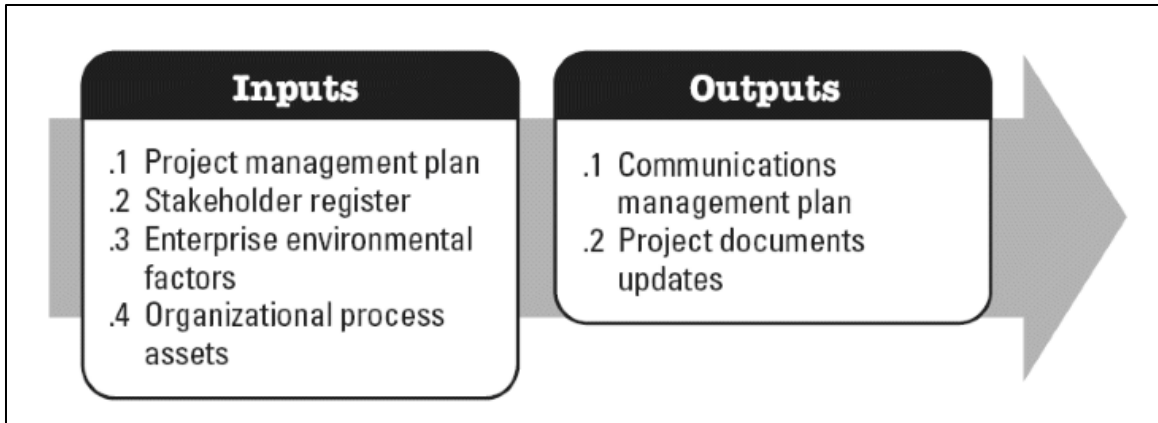 Inputs
.1 Project management plan
.2 Stakeholder register
.3 Enterprise environmental
factors
.4 Organizational process
assets
Outputs
.1 Communications
management plan
.2 Project documents
updates